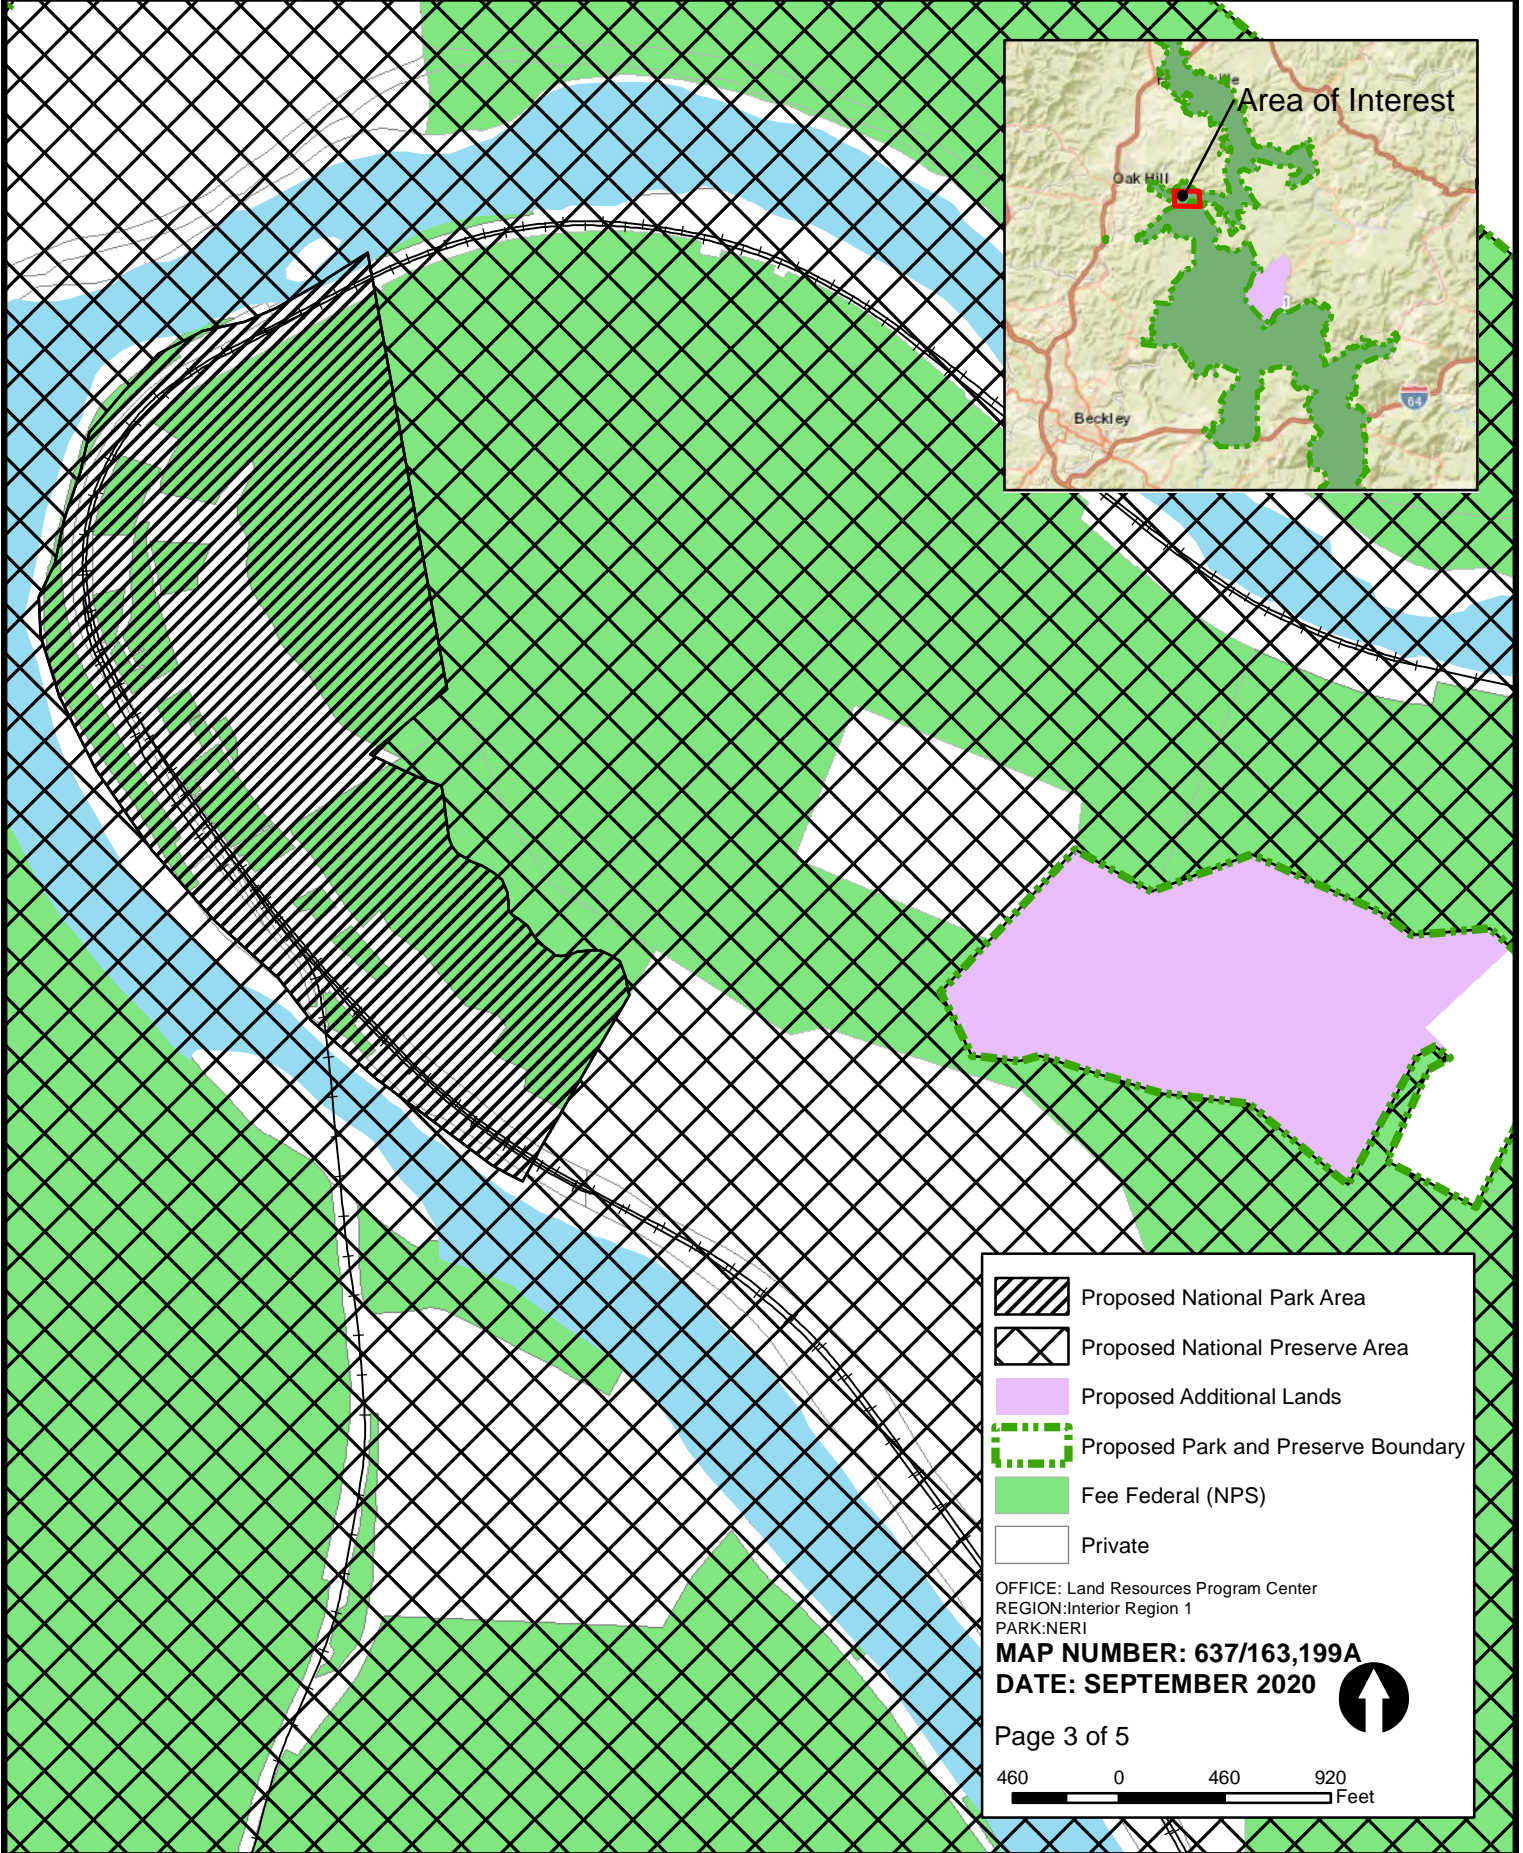 Area of Interest
Oak Hill
Beckley
64
Proposed National Park Area
Proposed National Preserve Area
Proposed Additional Lands
Proposed Park and Preserve Boundary
Fee Federal (NPS)
Private
OFFICE: Land Resources Program Center
REGION:Interior Region 1
PARK:NERI
MAP NUMBER: 637/163,199A
DATE: SEPTEMBER 2020
Page 3 of 5
460 0 460 920
Feet